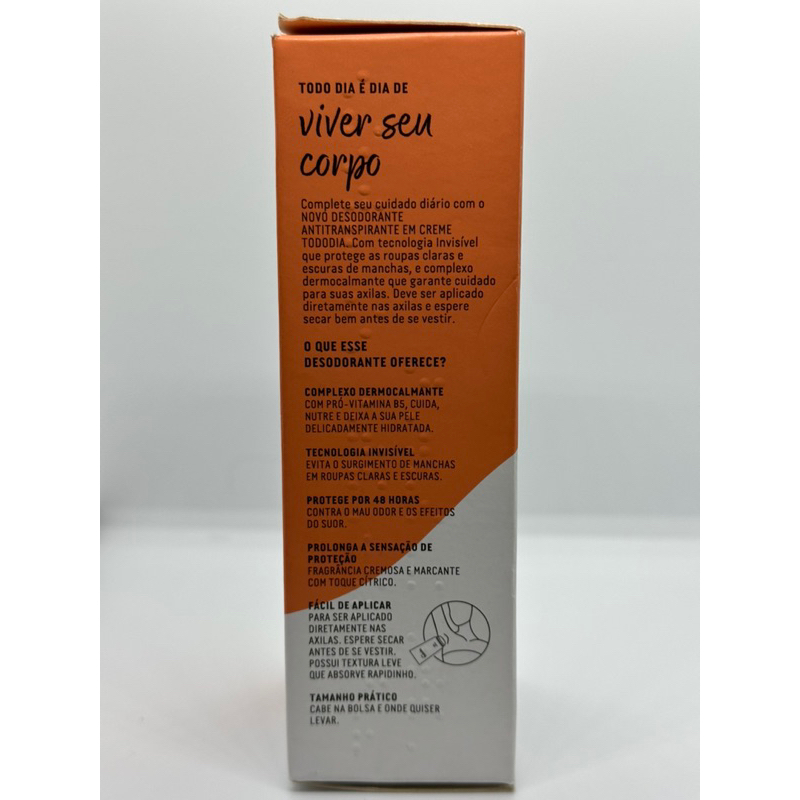 TODO DIA É DIA DE
viver seu
corpo
Complete seu cuidado diário com o
NOVO DESODORANTE
ANTITRANSPIRANTE EM CREME
TODODIA. Com tecnologia Invisível
que protege as roupas claras e
escuras de manchas, e complexo
dermocalmante que garante cuidado
para suas axilas. Deve ser aplicado
diretamente nas axilas e espere
secar bem antes de se vestir.
O QUE ESSE
DESODORANTE OFERECE?
COMPLEXO DERMOCALMANTE
COM PRÓ-VITAMINA B5, CUIDA,
NUTRE E DEIXA A SUA PELE
DELICADAMENTE HIDRATADA.
TECNOLOGIA INVISÍVEL
EVITA O SURGIMENTO DE MANCHAS
EM ROUPAS CLARAS E ESCURAS.
PROTEGE POR 48 HORAS
CONTRA O MAU ODOR E OS EFEITOS
DO SUOR.
PROLONGA A SENSAÇÃO DE
PROTEÇÃO
FRAGRÂNCIA CREMOSA E MARCANTE
COM TOQUE CÍTRICO.
FÁCIL DE APLICAR
PARA SER APLICADO
DIRETAMENTE NAS
AXILAS. ESPERE SECAR
ANTES DE SE VESTIR.
POSSUI TEXTURA LEVE
QUE ABSORVE RAPIDINHO.
TAMANHO PRÁTICO
CABE NA BOLSA E ONDE QUISER
LEVAR.